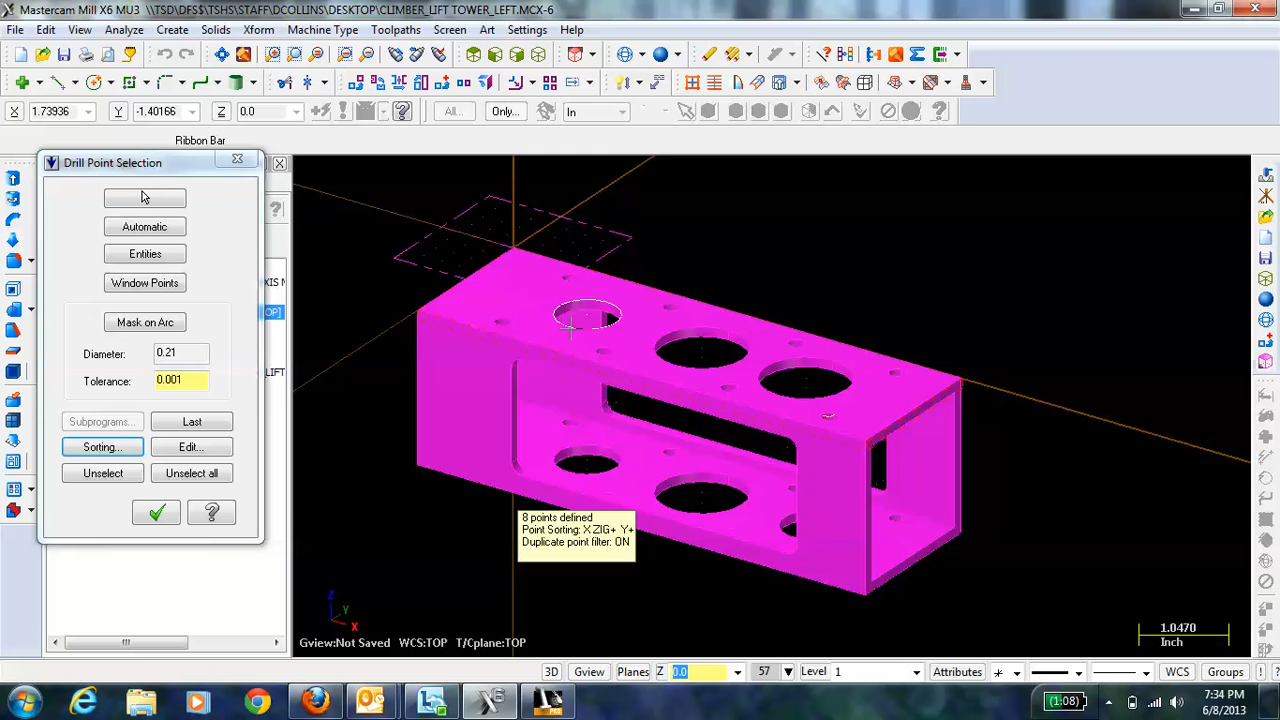 Mastercam Mill X6 MU3 \\TSD\DFS$\TSHS\STAFF\DCOLLINS\DESKTOP\CLIMBER_LIFT TOWER_LEFT.MCX-6
File Edit View Analyze Create Solids Xform Machine Type Toolpaths Screen Art Settings Help
X 1.73936 Y -1.40166 Z 0.0 All... Only... In
Ribbon Bar
Drill Point Selection
Automatic
AXIS M
Entities
Window Points
OP]
Mask on Arc
Diameter: 0.21
LIFT
Tolerance: 0.001
Subprograms... Last
Sorting... Edit...
Unselect Unselect all
8 points defined
Point Sorting: X ZIG+ Y+
Duplicate point filter: ON
Z
Y
X
1.0470
Inch
Gview:Not Saved WCS:TOP T/Cplane:TOP
3D Gview Planes Z 0.0 57 Level 1 Attributes WCS Groups
(1:08)
7:34 PM
6/8/2013